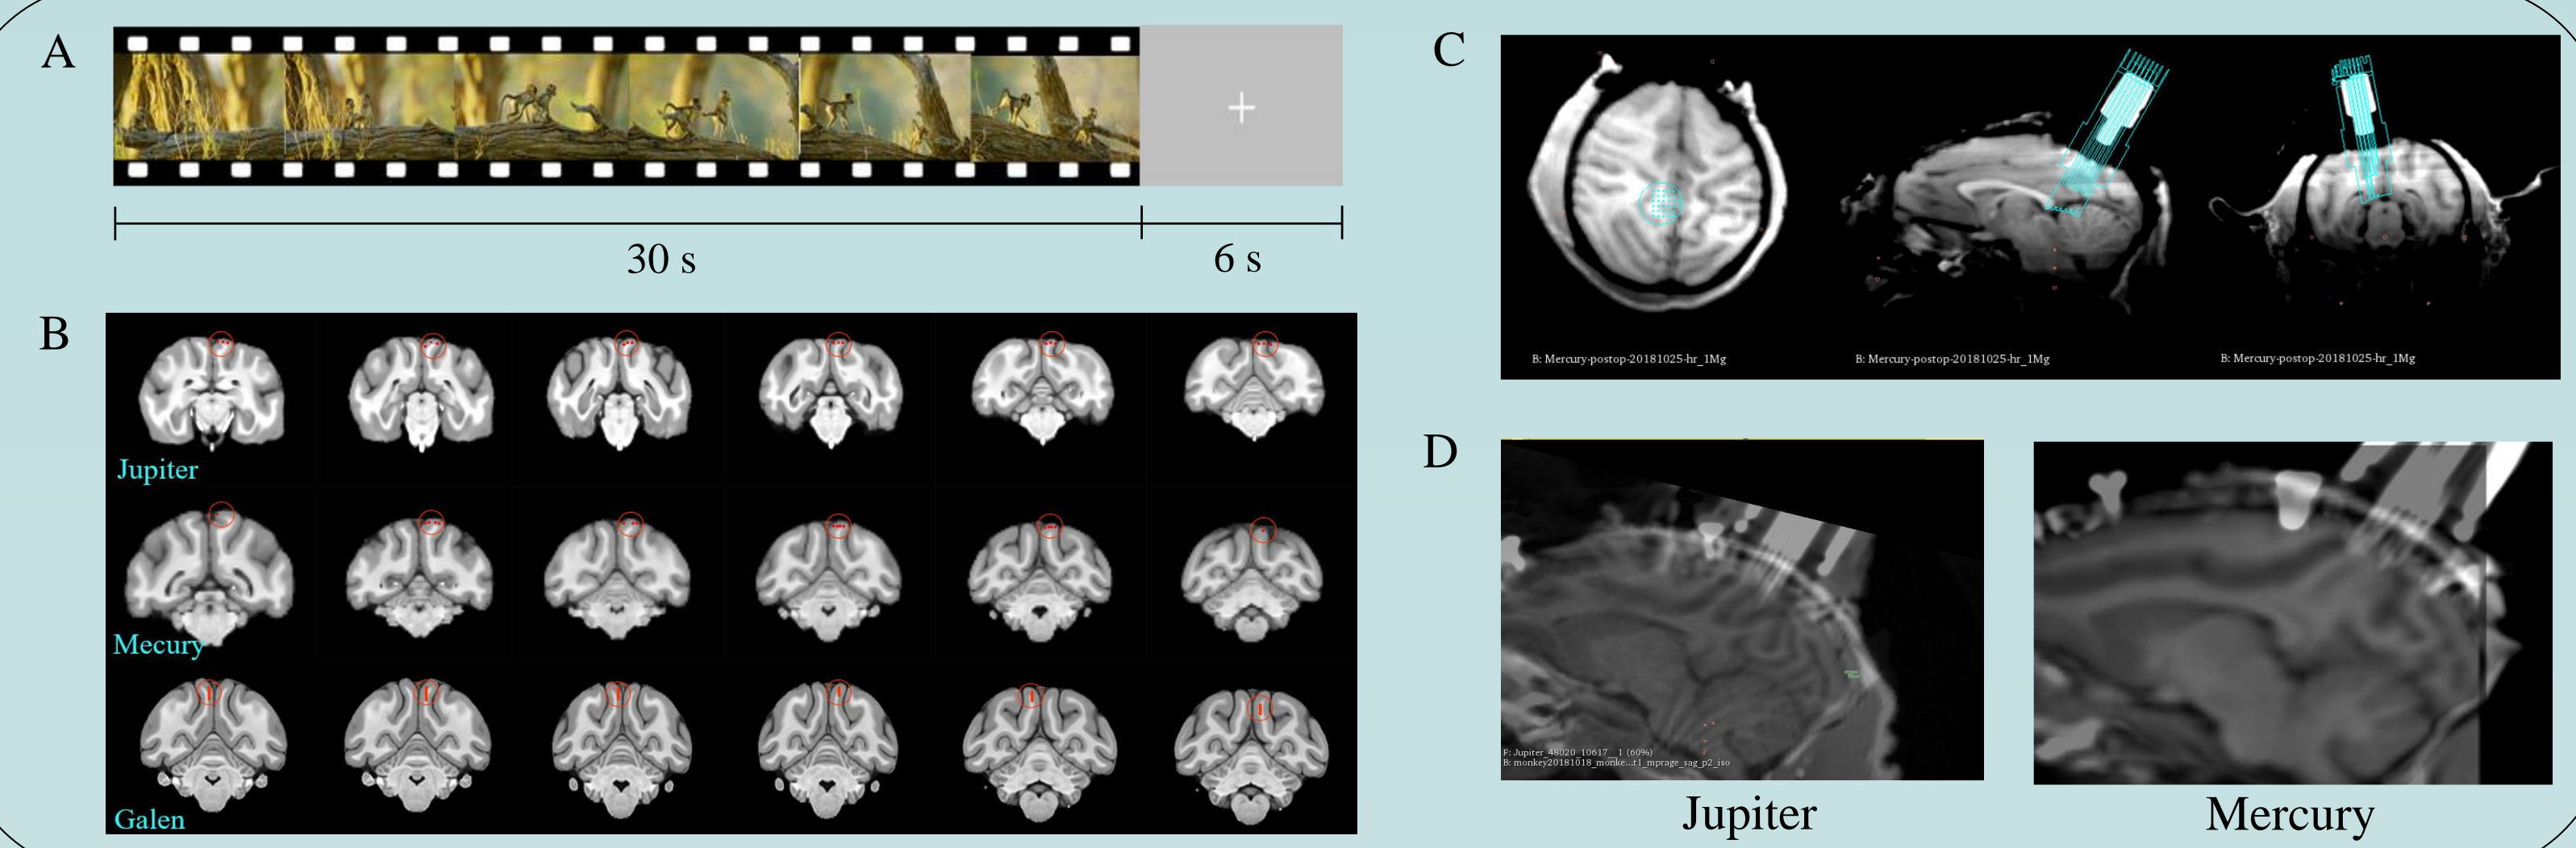 A
30 s
6 s
B
Jupiter
Mecury
Galen
C
B: Mercury-postop-20181025-hr_1Mg
B: Mercury-postop-20181025-hr_1Mg
B: Mercury-postop-20181025-hr_1Mg
D
F: Jupiter_48020_10617__1 (60%)
B: monkey20181018_monke...t1_mprage_sag_p2_iso
Jupiter
Mercury